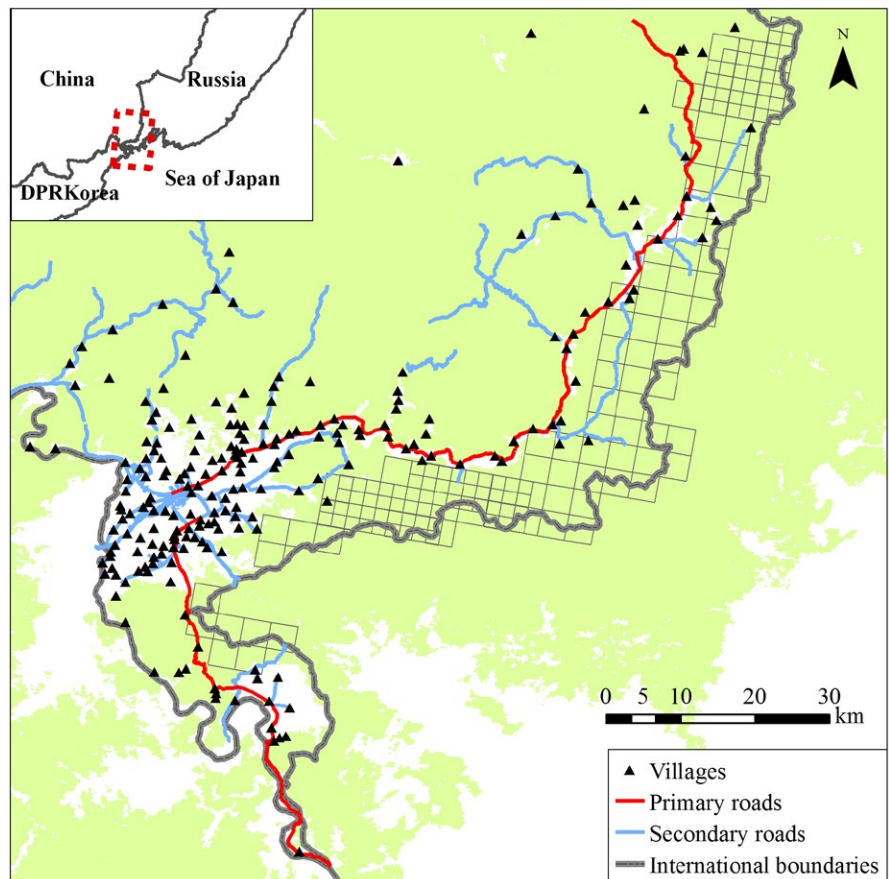 China
Russia
DPRKorea
Sea of Japan
N
0 5 10 20 30
km
Villages
Primary roads
Secondary roads
International boundaries